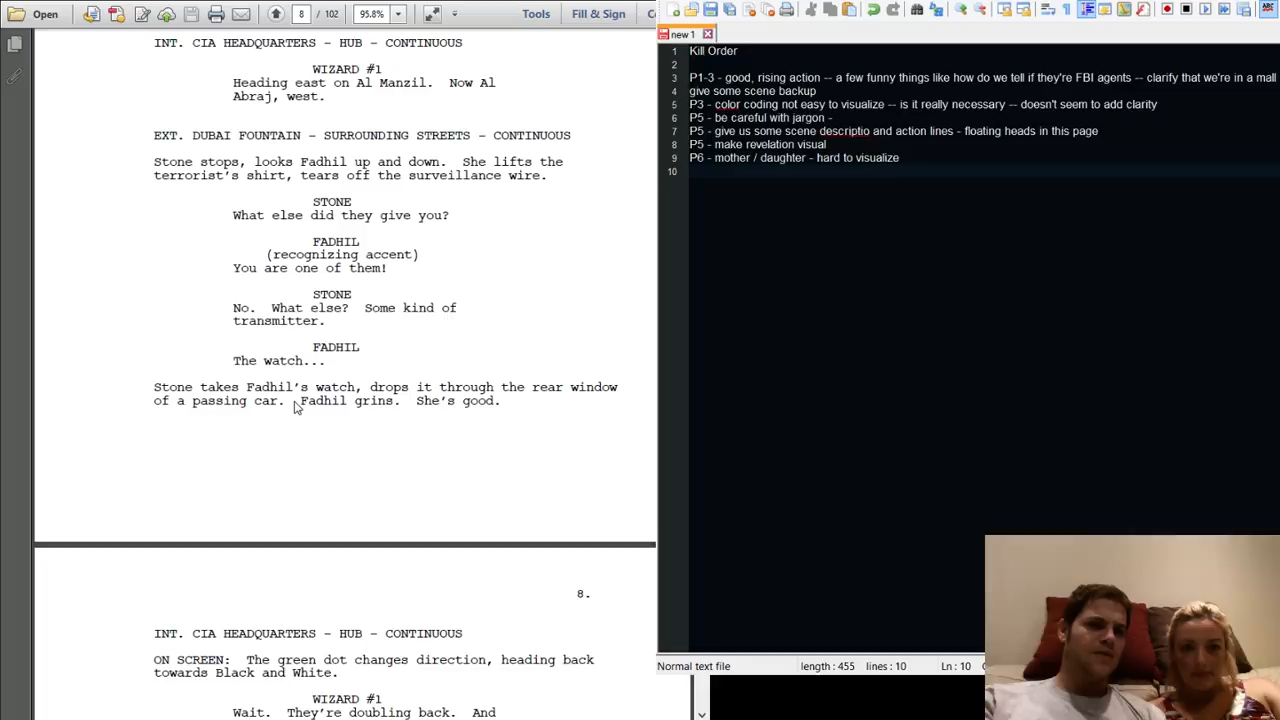 Open
8
/ 102
95.8%
Tools
Fill & Sign
INT. CIA HEADQUARTERS – HUB – CONTINUOUS
WIZARD #1
Heading east on Al Manzil. Now Al
Abraj, west.
EXT. DUBAI FOUNTAIN – SURROUNDING STREETS – CONTINUOUS
Stone stops, looks Fadhil up and down. She lifts the
terrorist's shirt, tears off the surveillance wire.
STONE
What else did they give you?
FADHIL
(recognizing accent)
You are one of them!
STONE
No. What else? Some kind of
transmitter.
FADHIL
The watch...
Stone takes Fadhil's watch, drops it through the rear window
of a passing car. Fadhil grins. She's good.
8.
INT. CIA HEADQUARTERS – HUB – CONTINUOUS
ON SCREEN: The green dot changes direction, heading back
towards Black and White.
WIZARD #1
Wait. They're doubling back. And
new 1
1 Kill Order
2
3 P1-3 - good, rising action -- a few funny things like how do we tell if they're FBI agents -- clarify that we're in a mall
4 give some scene backup
5 P3 - color coding not easy to visualize -- is it really necessary -- doesn't seem to add clarity
6 P5 - be careful with jargon -
7 P5 - give us some scene descriptio and action lines - floating heads in this page
8 P5 - make revelation visual
9 P6 - mother / daughter - hard to visualize
10
Normal text file
length : 455 lines : 10
Ln : 10